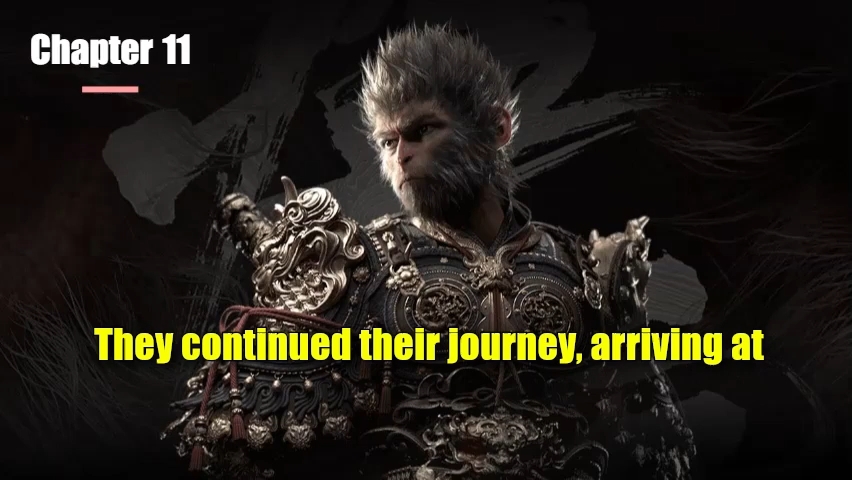 Chapter 11
They continued their journey, arriving at